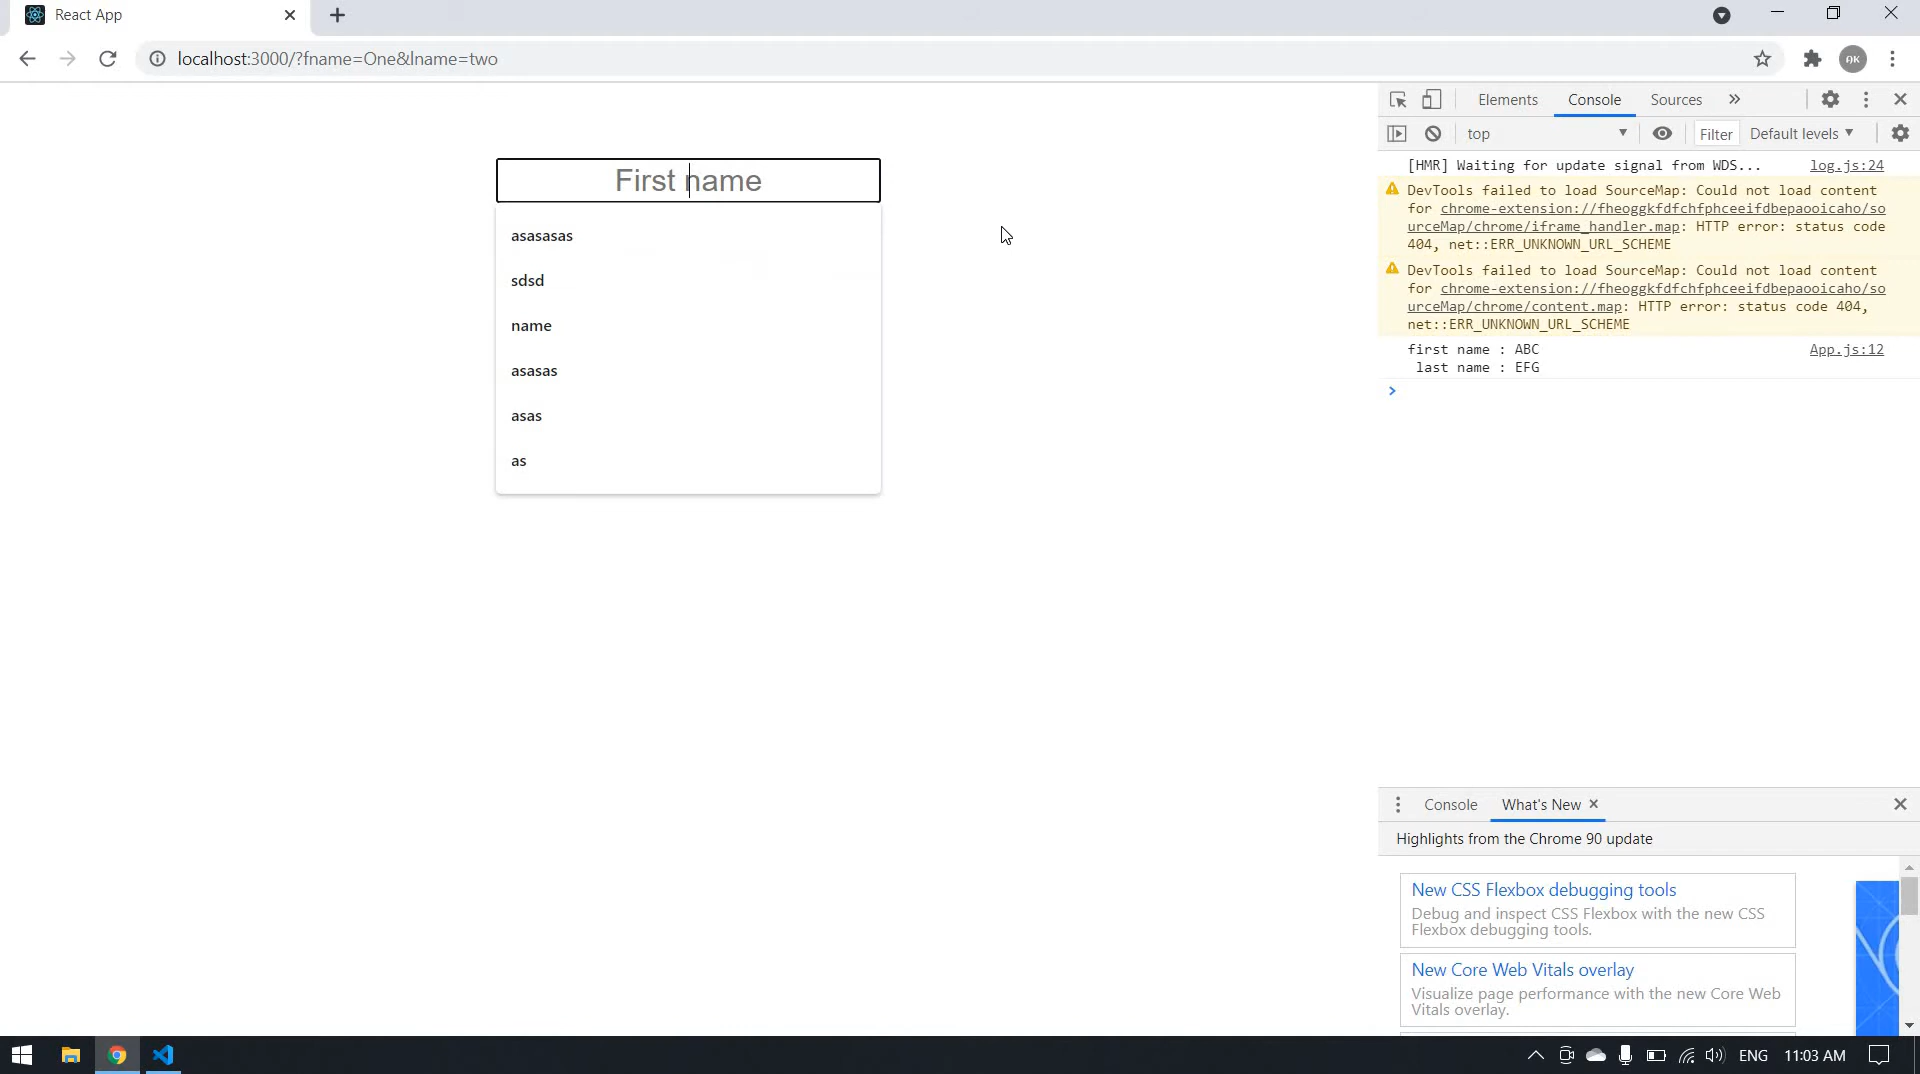 React App
localhost:3000/?fname=One&lname=two
AK
First name
asasasas
sdsd
name
asasas
asas
as
Elements Console Sources »
top Filter Default levels
[HMR] Waiting for update signal from WDS... log.js:24
DevTools failed to load SourceMap: Could not load content
for chrome-extension://fheoggkfdfchfphceeifdbepaooicaho/so
urceMap/chrome/iframe_handler.map: HTTP error: status code
404, net::ERR_UNKNOWN_URL_SCHEME
DevTools failed to load SourceMap: Could not load content
for chrome-extension://fheoggkfdfchfphceeifdbepaooicaho/so
urceMap/chrome/content.map: HTTP error: status code 404,
net::ERR_UNKNOWN_URL_SCHEME
first name : ABC App.js:12
last name : EFG
Console What's New
Highlights from the Chrome 90 update
New CSS Flexbox debugging tools
Debug and inspect CSS Flexbox with the new CSS
Flexbox debugging tools.
New Core Web Vitals overlay
Visualize page performance with the new Core Web
Vitals overlay.
ENG 11:03 AM